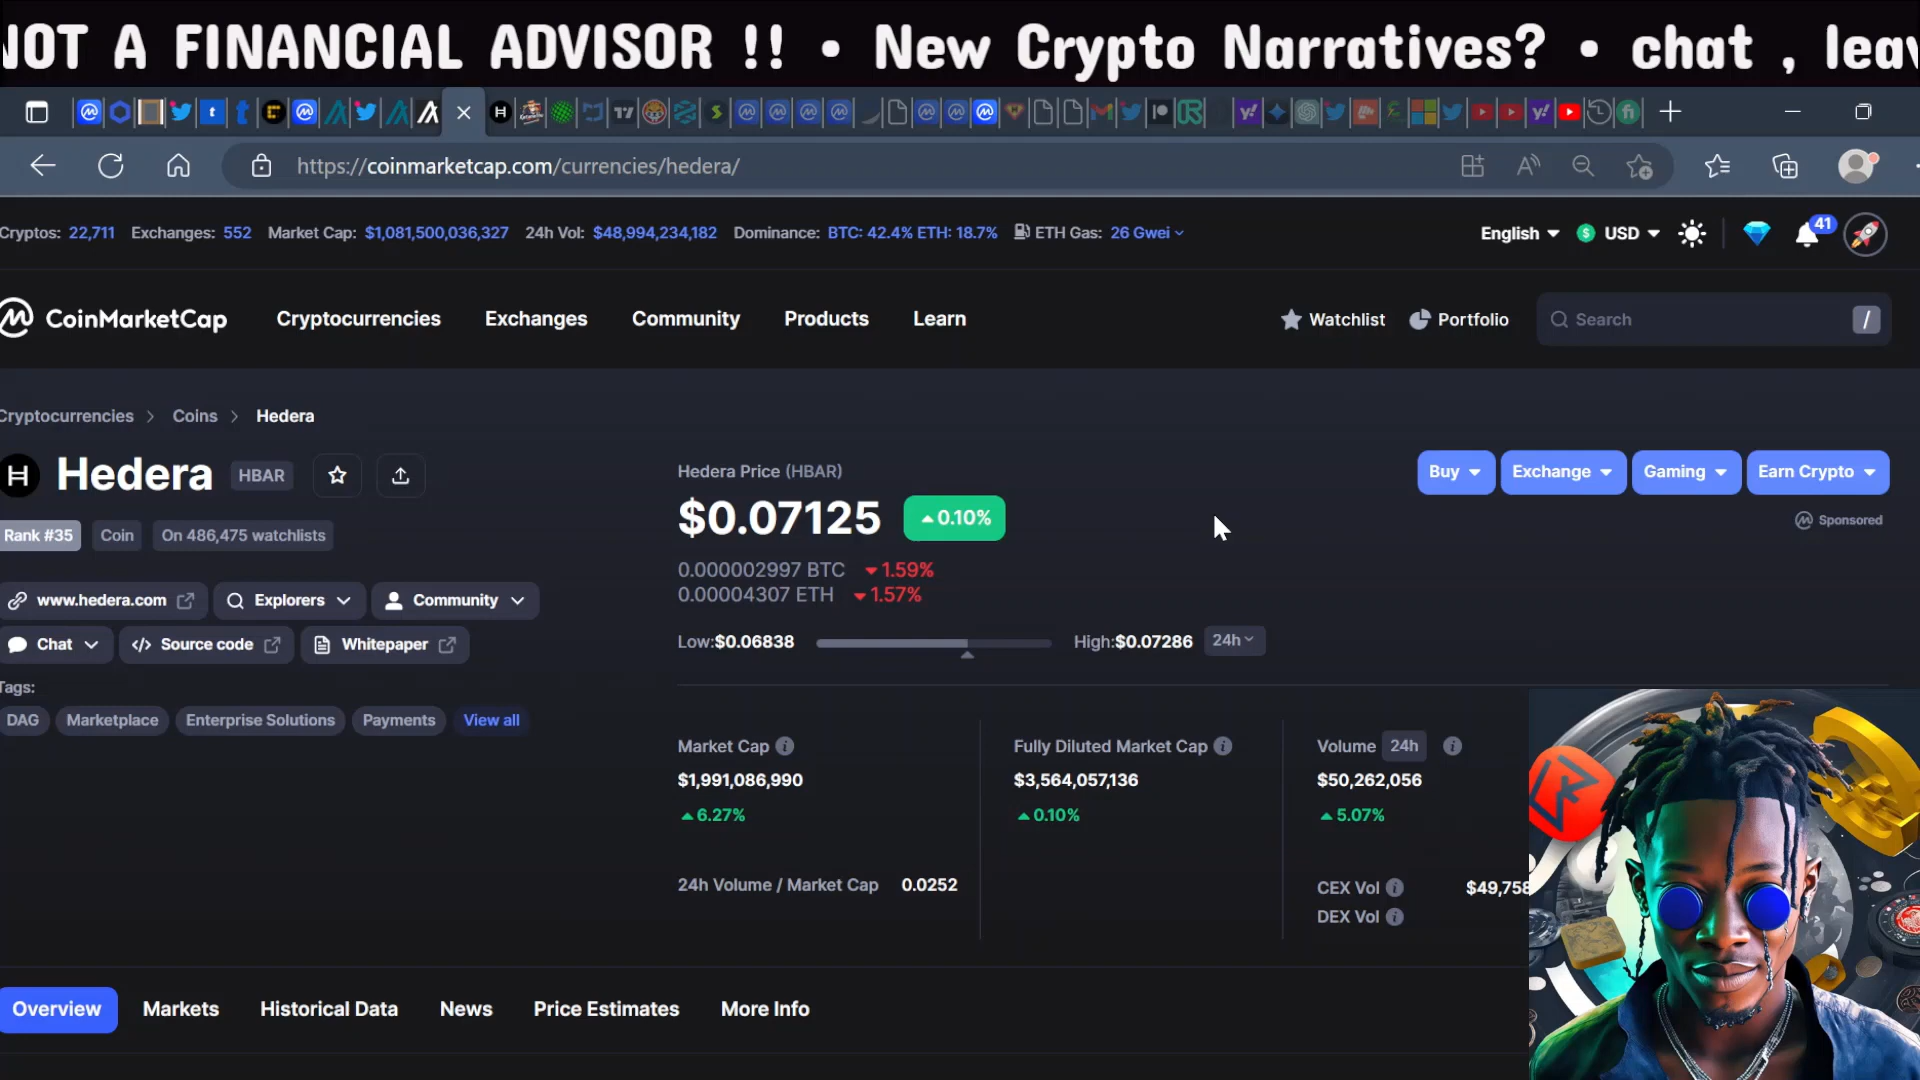 NOT A FINANCIAL ADVISOR !! • New Crypto Narratives? • chat , leav
https://coinmarketcap.com/currencies/hedera/
Cryptos: 22,711 Exchanges: 552 Market Cap: $1,081,500,036,327 24h Vol: $48,994,234,182 Dominance: BTC: 42.4% ETH: 18.7% ETH Gas: 26 Gwei
English USD 41
CoinMarketCap Cryptocurrencies Exchanges Community Products Learn Watchlist Portfolio Search /
Cryptocurrencies > Coins > Hedera
Hedera HBAR
Rank #35 Coin On 486,475 watchlists
www.hedera.com Explorers Community
Chat Source code Whitepaper
Tags:
DAG Marketplace Enterprise Solutions Payments View all
Hedera Price (HBAR)
$0.07125 0.10%
0.000002997 BTC 1.59%
0.00004307 ETH 1.57%
Low:$0.06838 High:$0.07286 24h
Buy Exchange Gaming Earn Crypto
Sponsored
Market Cap
$1,991,086,990
6.27%
24h Volume / Market Cap 0.0252
Fully Diluted Market Cap
$3,564,057,136
0.10%
Volume 24h
$50,262,056
5.07%
CEX Vol $49,758
DEX Vol
Overview Markets Historical Data News Price Estimates More Info